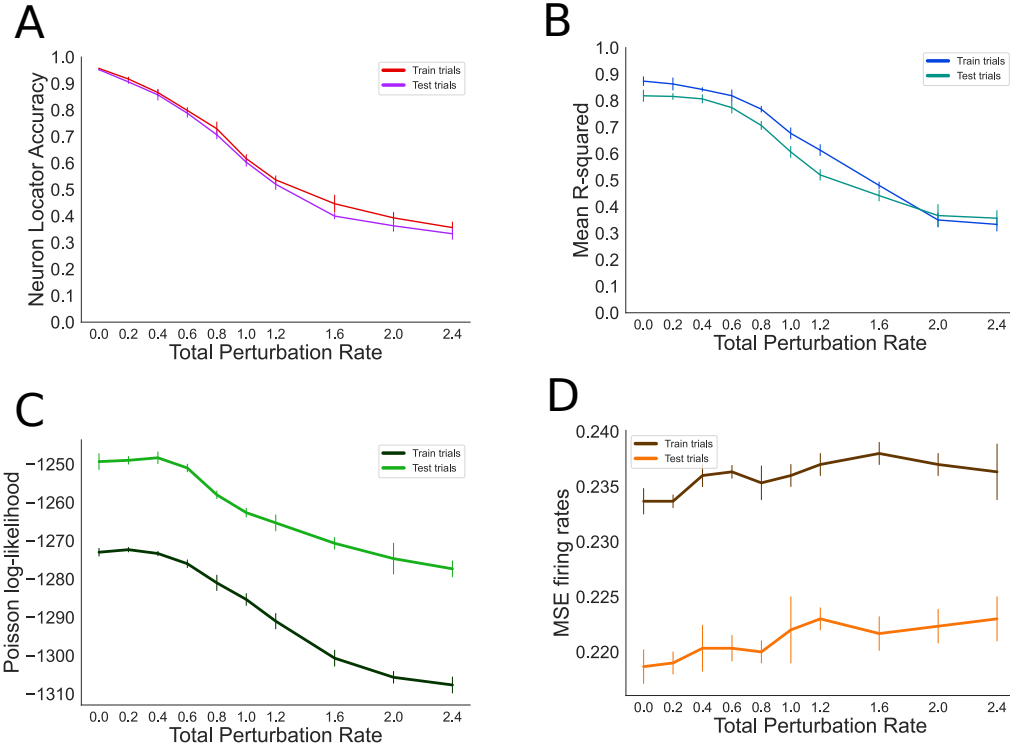 A
Neuron Locator Accuracy
1.0
0.9
0.8
0.7
0.6
0.5
0.4
0.3
0.2
0.1
0.0
Train trials
Test trials
0.0 0.2 0.4 0.6 0.8 1.0 1.2 1.6 2.0 2.4
Total Perturbation Rate
B
Mean R-squared
1.0
0.9
0.8
0.7
0.6
0.5
0.4
0.3
0.2
0.1
0.0
Train trials
Test trials
0.0 0.2 0.4 0.6 0.8 1.0 1.2 1.6 2.0 2.4
Total Perturbation Rate
C
Poisson log-likelihood
−1250
−1260
−1270
−1280
−1290
−1300
−1310
Train trials
Test trials
0.0 0.2 0.4 0.6 0.8 1.0 1.2 1.6 2.0 2.4
Total Perturbation Rate
D
MSE firing rates
0.240
0.235
0.230
0.225
0.220
Train trials
Test trials
0.0 0.2 0.4 0.6 0.8 1.0 1.2 1.6 2.0 2.4
Total Perturbation Rate